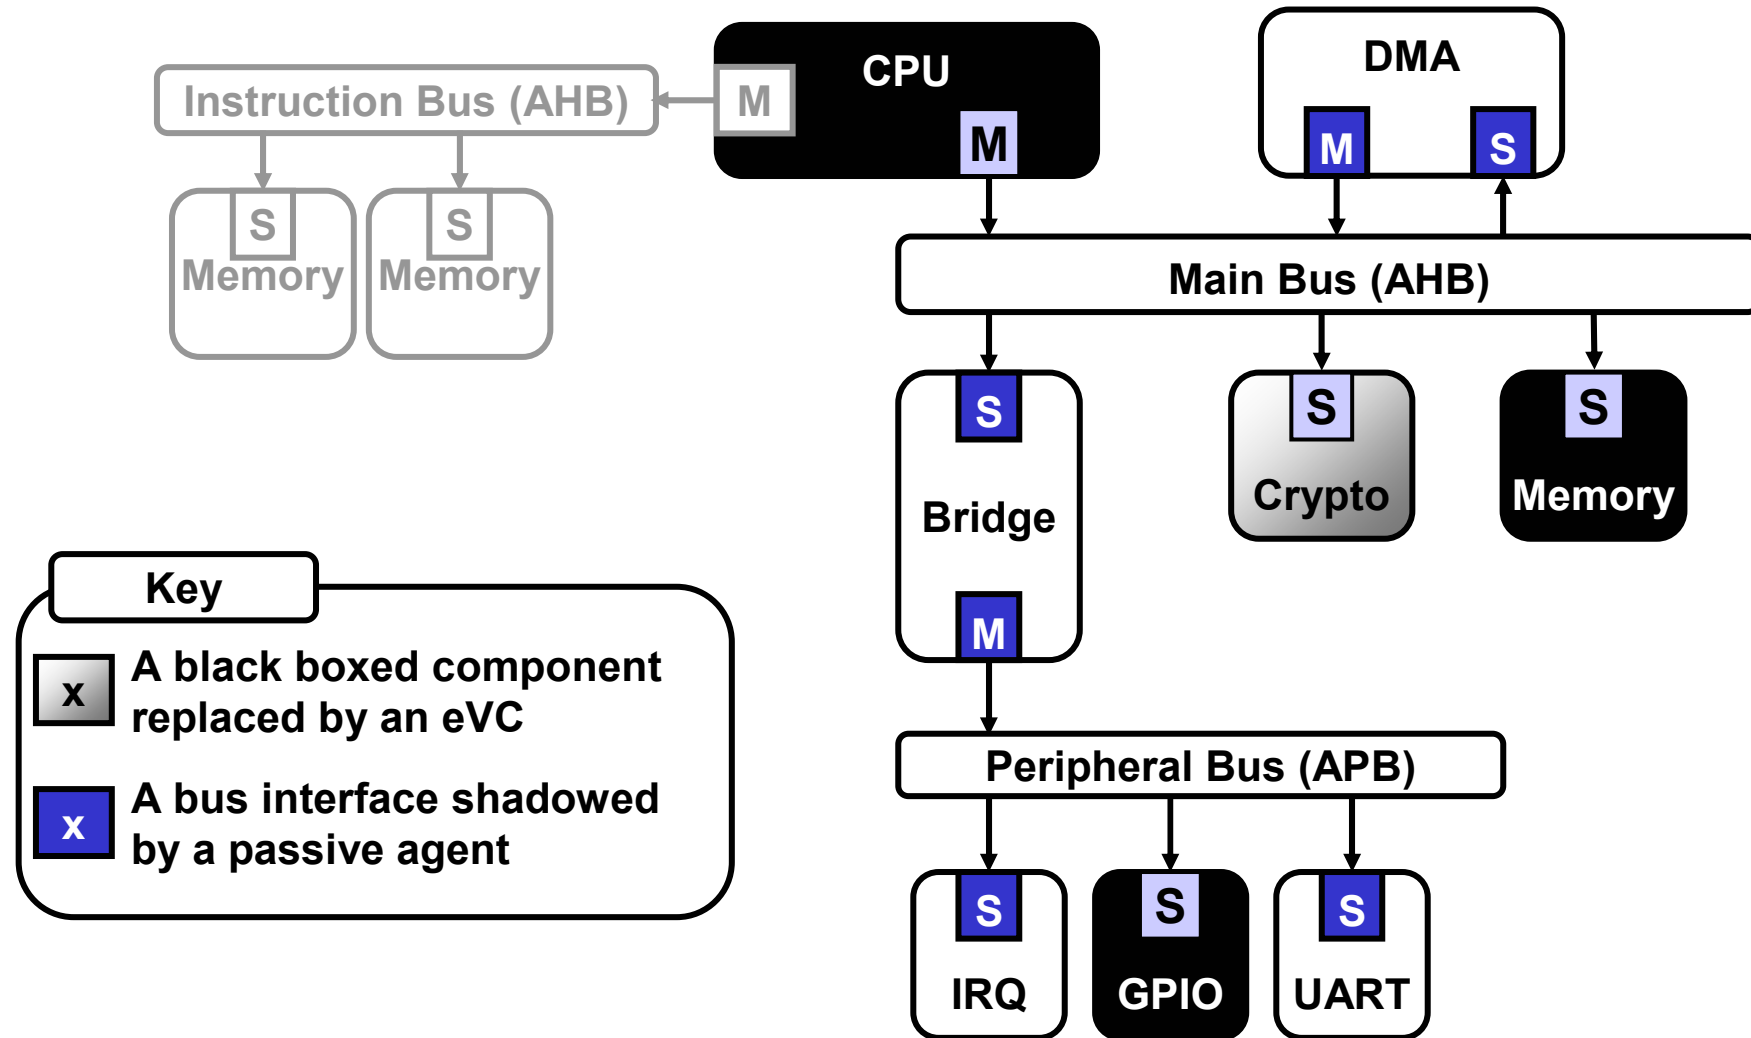 CPU
DMA
Instruction Bus (AHB)
M
M
M
S
S
S
Memory
Memory
Main Bus (AHB)
S
S
S
Bridge
Crypto
Memory
M
Key
x
A black boxed component
replaced by an eVC
x
A bus interface shadowed
by a passive agent
Peripheral Bus (APB)
S
S
S
IRQ
GPIO
UART